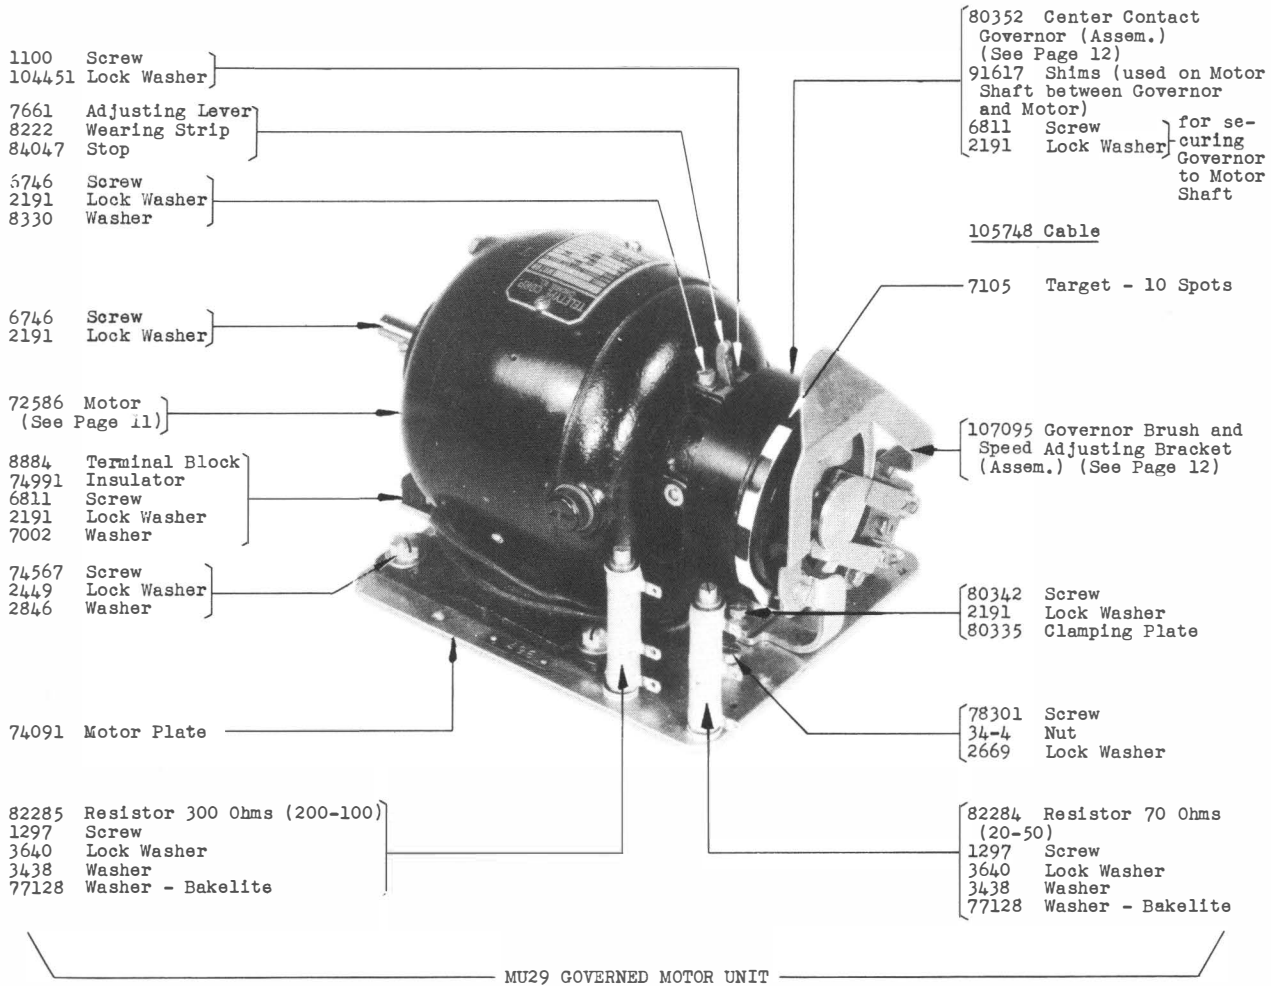 1100 Screw
104451 Lock Washer
7661 Adjusting Lever
8222 Wearing Strip
84047 Stop
6746 Screw
2191 Lock Washer
8330 Washer
6746 Screw
2191 Lock Washer
72586 Motor
(See Page 11)
8884 Terminal Block
74991 Insulator
6811 Screw
2191 Lock Washer
7002 Washer
74567 Screw
2449 Lock Washer
2846 Washer
74091 Motor Plate
82285 Resistor 300 Ohms (200-100)
1297 Screw
3640 Lock Washer
3438 Washer
77128 Washer - Bakelite
TELETYPE CORP
80352 Center Contact
Governor (Assem.)
(See Page 12)
91617 Shims (used on Motor
Shaft between Governor
and Motor)
6811 Screw
2191 Lock Washer
for se-
curing
Governor
to Motor
Shaft
105748 Cable
7105 Target - 10 Spots
107095 Governor Brush and
Speed Adjusting Bracket
(Assem.) (See Page 12)
80342 Screw
2191 Lock Washer
80335 Clamping Plate
78301 Screw
34-4 Nut
2669 Lock Washer
82284 Resistor 70 Ohms
(20-50)
1297 Screw
3640 Lock Washer
3438 Washer
77128 Washer - Bakelite
MU29 GOVERNED MOTOR UNIT